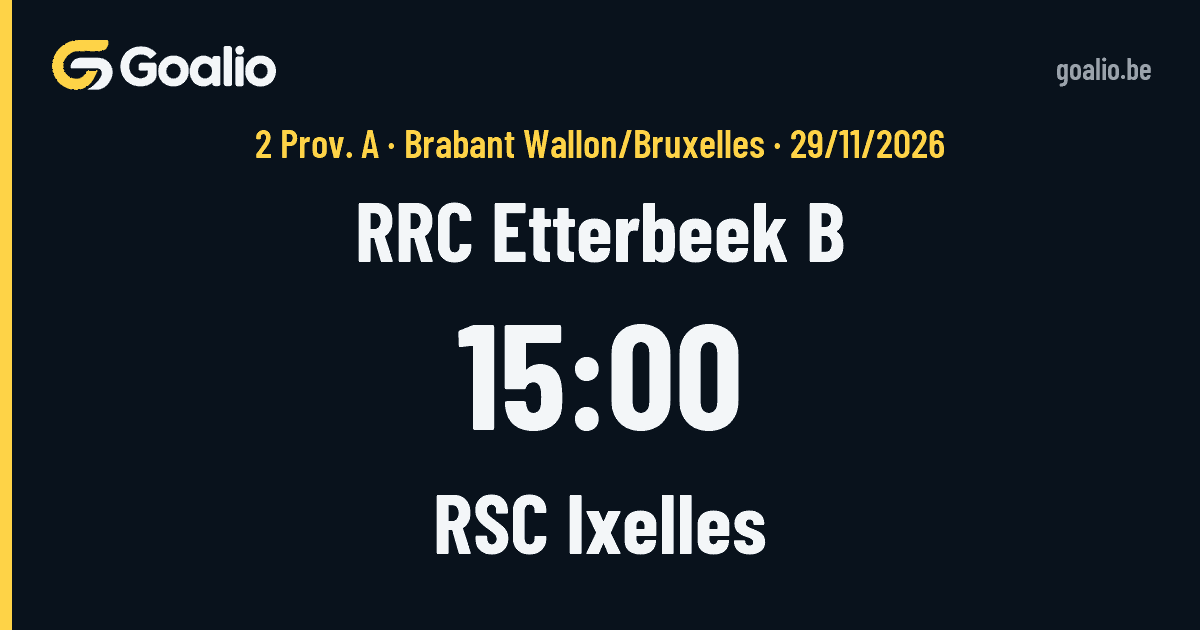 Goalio
goalio.be
2 Prov. A · Brabant Wallon/Bruxelles · 29/11/2026
RRC Etterbeek B
15:00
RSC Ixelles